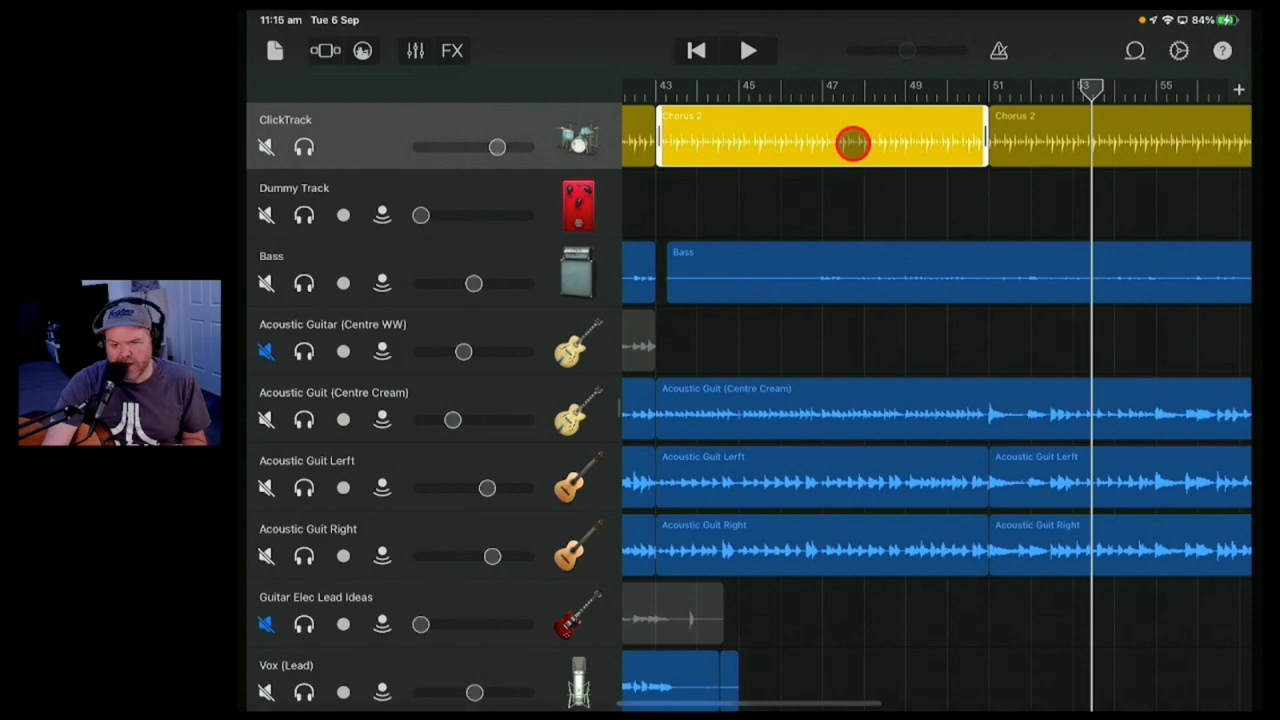 11:15 am Tue 6 Sep
84%
FX
?
43 45 47 49 51 53 55 +
ClickTrack
Chorus 2
Chorus 2
Dummy Track
Bass
Bass
Acoustic Guitar (Centre WW)
Acoustic Guit (Centre Cream)
Acoustic Guit (Centre Cream)
Acoustic Guit Lerft
Acoustic Guit Lerft
Acoustic Guit Lerft
Acoustic Guit Right
Acoustic Guit Right
Acoustic Guit Right
Guitar Elec Lead Ideas
Vox (Lead)
ATARI